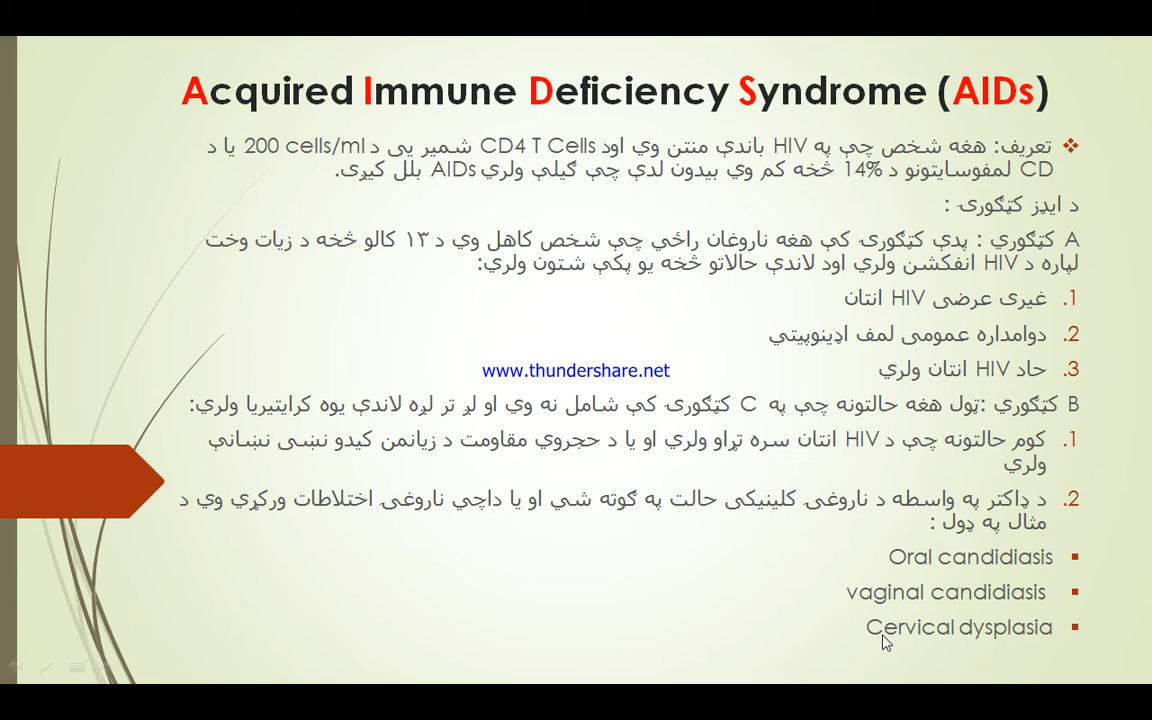 Acquired Immune Deficiency Syndrome (AIDs)
❖ تعریف: هغه شخص چې په HIV باندې منتن وي اود CD4 T Cells شمیر یی د 200 cells/ml یا د
CD لمفوسایتونو د %14 څخه کم وي بیدون لدې چې ګیلې ولري AIDs بلل کیږی.
د ایډز کټګورۍ :
A کټګوري : پدې کټګورۍ کې هغه ناروغان راځي چې شخص کاهل وي د ۱۳ کالو څخه د زیات وخت
لپاره د HIV انفکشن ولري اود لاندې حالاتو څخه یو پکې شتون ولري:
1. غیری عرضی HIV انتان
2. دوامداره عمومی لمف اډینوپیتي
3. حاد HIV انتان ولري
www.thundershare.net
B کټګوري :ټول هغه حالتونه چې په C کټګورۍ کې شامل نه وي او لږ تر لږه لاندې یوه کرایتیریا ولري:
1. کوم حالتونه چې د HIV انتان سره تړاو ولري او یا د حجروي مقاومت د زیانمن کیدو نښی نښانې
ولري
2. د ډاکتر په واسطه د ناروغۍ کلینیکی حالت په ګوته شي او یا داچي ناروغۍ اختلاطات ورکړي وي د
مثال په ډول :
▪ Oral candidiasis
▪ vaginal candidiasis
▪ Cervical dysplasia